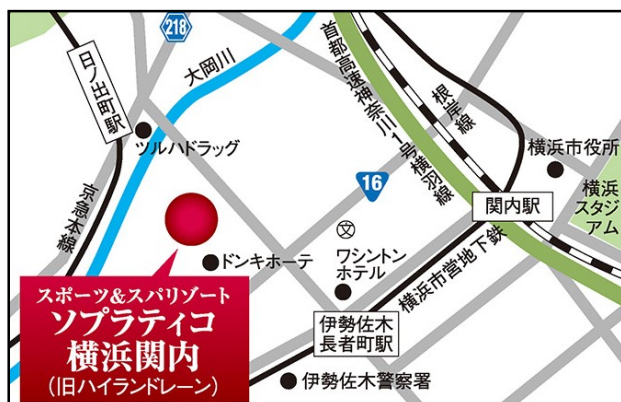 218
日ノ出町駅
大岡川
ツルハドラッグ
京急本線
首都高速神奈川1号横羽線
根岸線
16
文
横浜市役所
横浜
スタジ
アム
関内駅
横浜市営地下鉄
ドンキホーテ
ワシントン
ホテル
伊勢佐木
長者町駅
伊勢佐木警察署
スポーツ&スパリゾート
ソプラティコ
横浜関内
(旧ハイランドレーン)